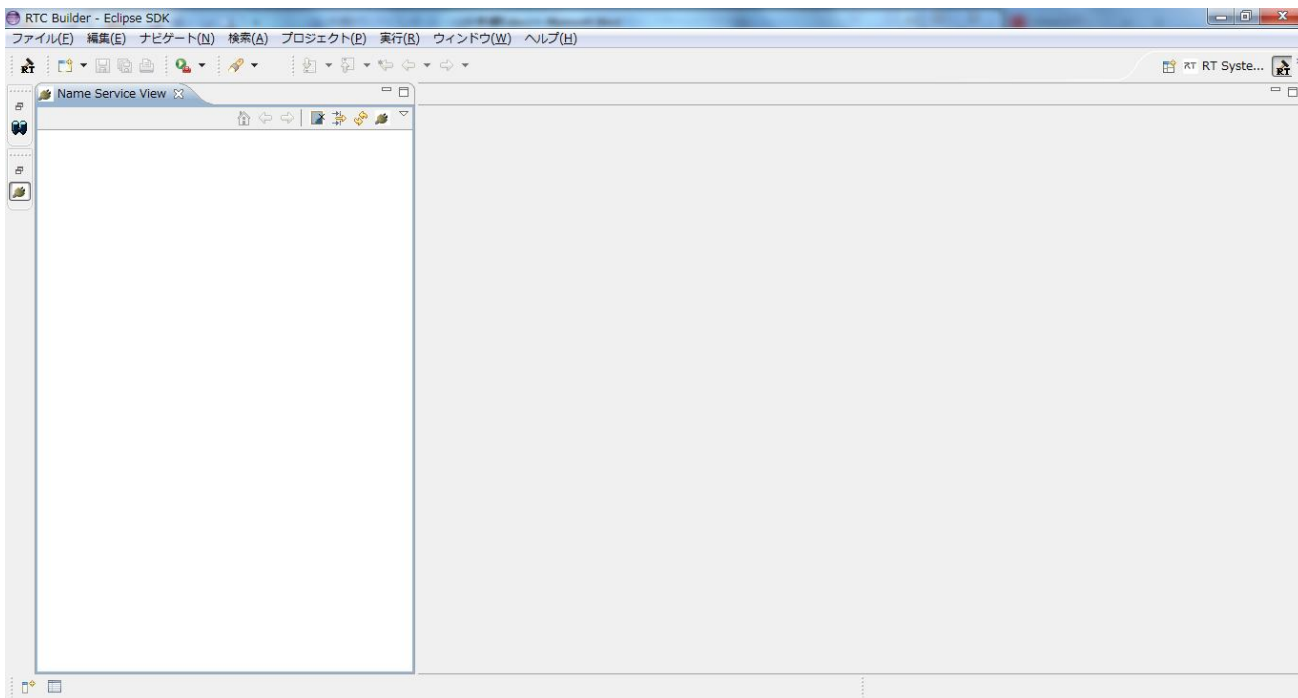 RTC Builder - Eclipse SDK
ファイル(F) 編集(E) ナビゲート(N) 検索(A) プロジェクト(P) 実行(R) ウィンドウ(W) ヘルプ(H)
RT RT RT Syste... RT
Name Service View